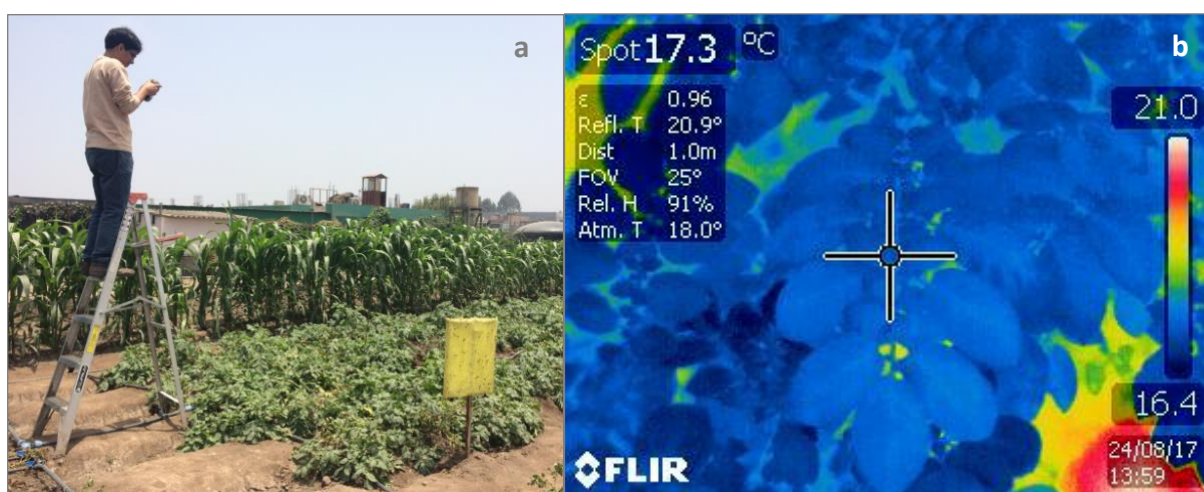 a
Spot 17.3 °C
b
ε 0.96
Refl. T 20.9°
Dist 1.0m
FOV 25°
Rel. H 91%
Atm. T 18.0°
21.0
16.4
24/08/17
13:59
FLIR